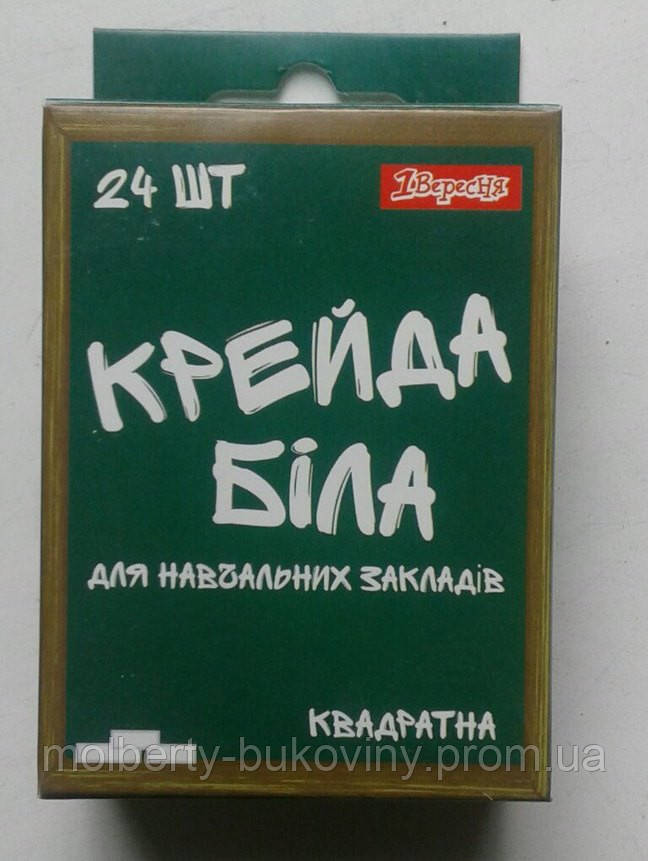 24 ШТ
1Вересня
КРЕЙДА
БІЛА
ДЛЯ НАВЧАЛЬНИХ ЗАКЛАДІВ
КВАДРАТНА
molberty-bukoviny.prom.ua